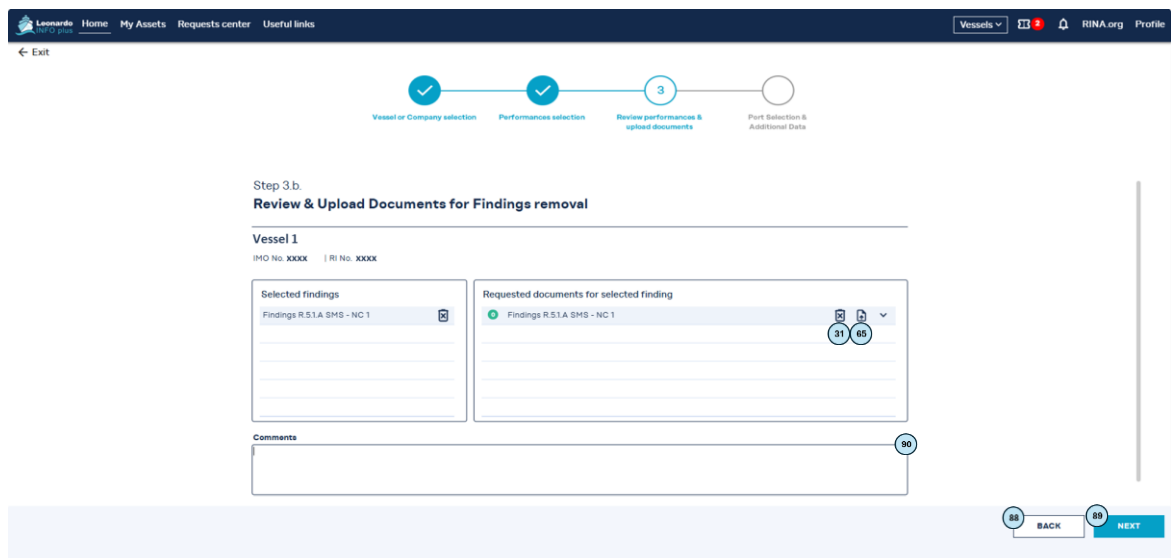 Leonardo Home My Assets Requests center Useful links Vessels 2 RINA.org Profile
INFO plus
← Exit
3
Vessel or Company selection Performances selection Review performances & Port Selection &
upload documents Additional Data
Step 3.b.
Review & Upload Documents for Findings removal
Vessel 1
IMO No. XXXX | RI No. XXXX
Selected findings Requested documents for selected finding
Findings R.5.1.A SMS - NC 1 Findings R.5.1.A SMS - NC 1
31 65
Comments
90
88 BACK 89 NEXT